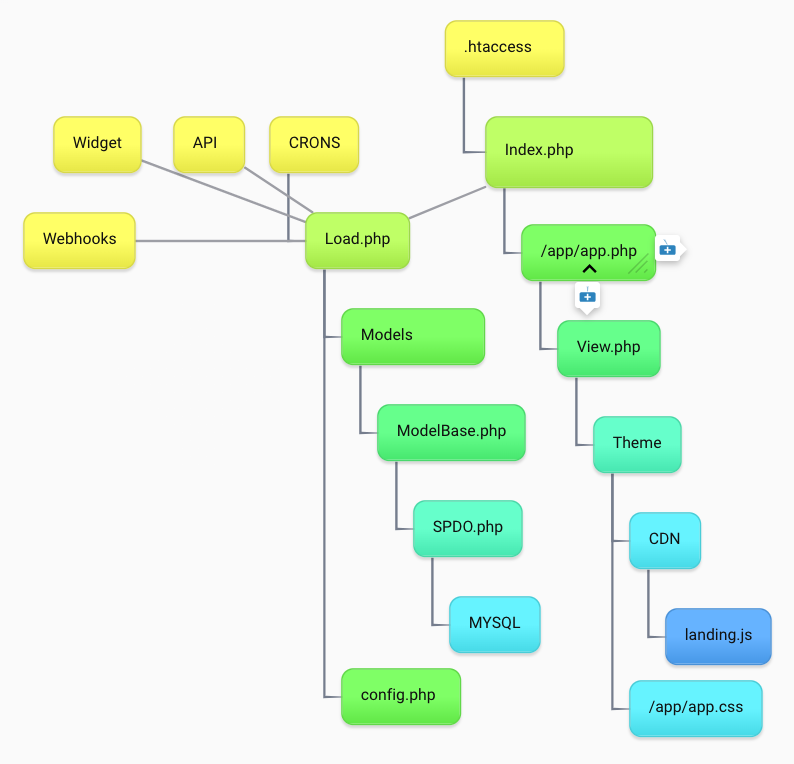 .htaccess
Widget
API
CRONS
Index.php
Webhooks
Load.php
/app/app.php
Models
View.php
ModelBase.php
Theme
SPDO.php
CDN
MYSQL
landing.js
config.php
/app/app.css